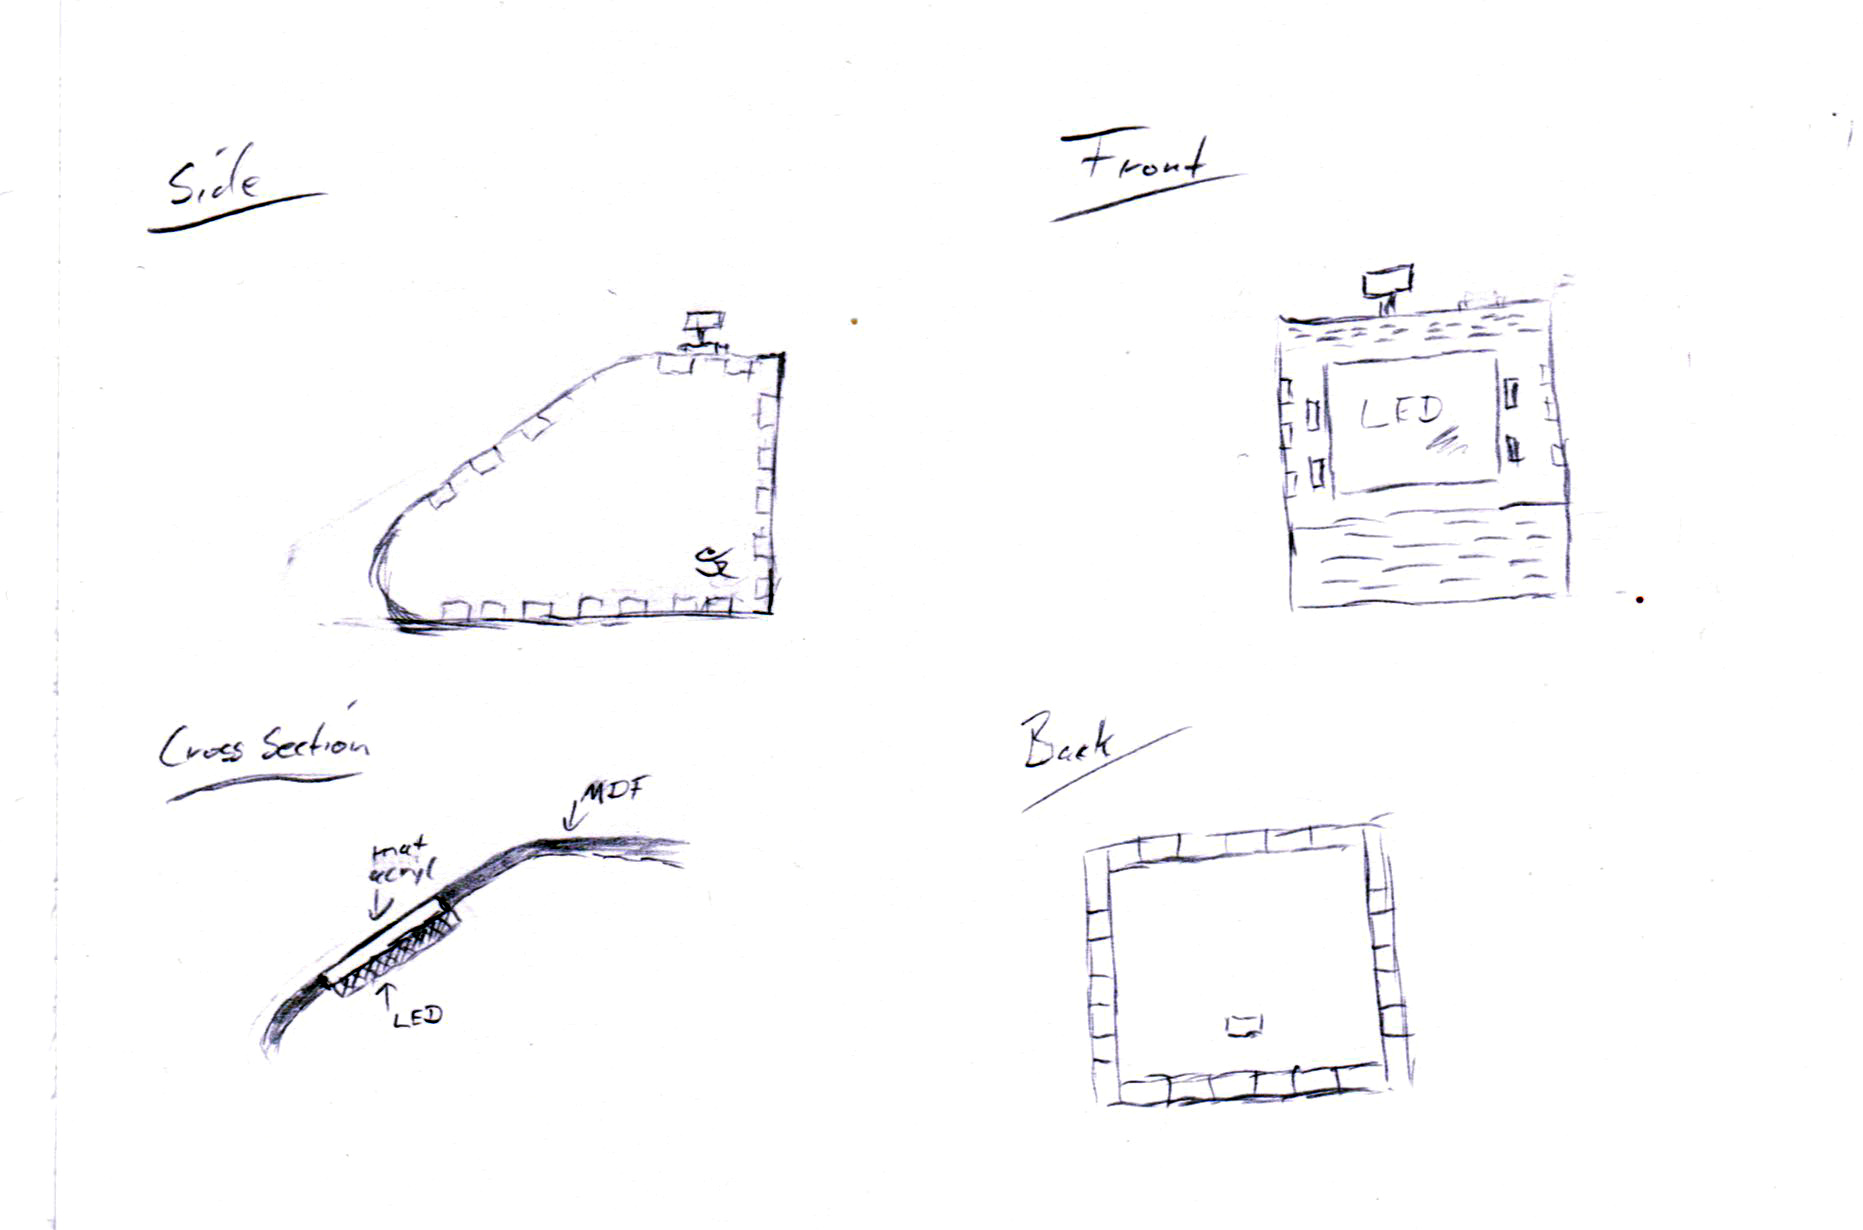 Side
Front
LED
Cross Section
Back
MDF
mat
acryl
LED